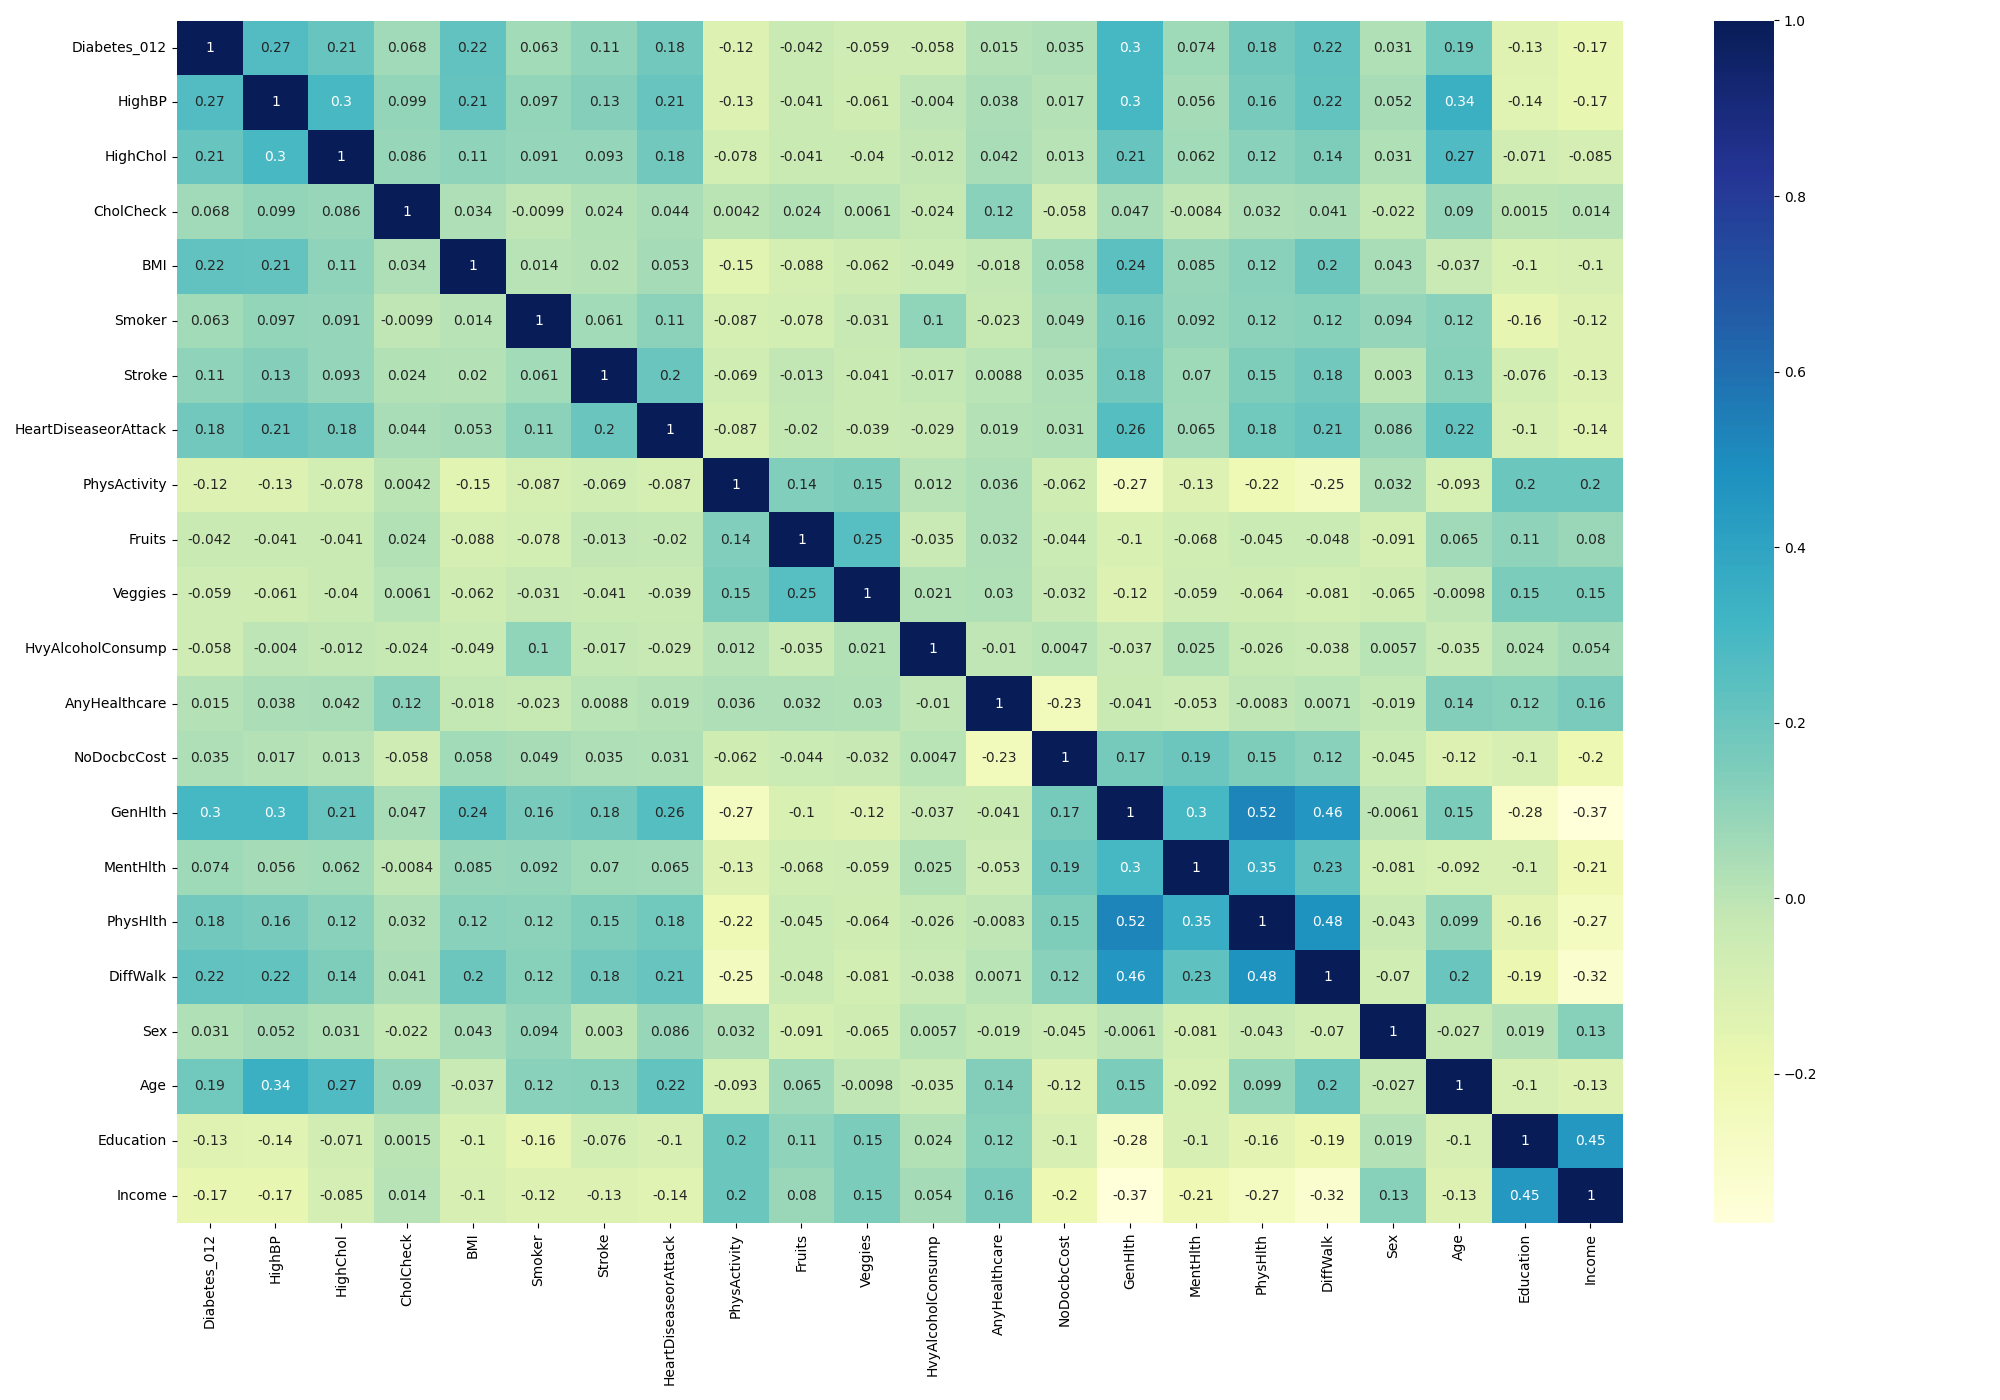 Diabetes_012 1 0.27 0.21 0.068 0.22 0.063 0.11 0.18 -0.12 -0.042 -0.059 -0.058 0.015 0.035 0.3 0.074 0.18 0.22 0.031 0.19 -0.13 -0.17 1.0
HighBP 0.27 1 0.3 0.099 0.21 0.097 0.13 0.21 -0.13 -0.041 -0.061 -0.004 0.038 0.017 0.3 0.056 0.16 0.22 0.052 0.34 -0.14 -0.17
HighChol 0.21 0.3 1 0.086 0.11 0.091 0.093 0.18 -0.078 -0.041 -0.04 -0.012 0.042 0.013 0.21 0.062 0.12 0.14 0.031 0.27 -0.071 -0.085
CholCheck 0.068 0.099 0.086 1 0.034 -0.0099 0.024 0.044 0.0042 0.024 0.0061 -0.024 0.12 -0.058 0.047 -0.0084 0.032 0.041 -0.022 0.09 0.0015 0.014 0.8
BMI 0.22 0.21 0.11 0.034 1 0.014 0.02 0.053 -0.15 -0.088 -0.062 -0.049 -0.018 0.058 0.24 0.085 0.12 0.2 0.043 -0.037 -0.1 -0.1
Smoker 0.063 0.097 0.091 -0.0099 0.014 1 0.061 0.11 -0.087 -0.078 -0.031 0.1 -0.023 0.049 0.16 0.092 0.12 0.12 0.094 0.12 -0.16 -0.12
Stroke 0.11 0.13 0.093 0.024 0.02 0.061 1 0.2 -0.069 -0.013 -0.041 -0.017 0.0088 0.035 0.18 0.07 0.15 0.18 0.003 0.13 -0.076 -0.13 0.6
HeartDiseaseorAttack 0.18 0.21 0.18 0.044 0.053 0.11 0.2 1 -0.087 -0.02 -0.039 -0.029 0.019 0.031 0.26 0.065 0.18 0.21 0.086 0.22 -0.1 -0.14
PhysActivity -0.12 -0.13 -0.078 0.0042 -0.15 -0.087 -0.069 -0.087 1 0.14 0.15 0.012 0.036 -0.062 -0.27 -0.13 -0.22 -0.25 0.032 -0.093 0.2 0.2
Fruits -0.042 -0.041 -0.041 0.024 -0.088 -0.078 -0.013 -0.02 0.14 1 0.25 -0.035 0.032 -0.044 -0.1 -0.068 -0.045 -0.048 -0.091 0.065 0.11 0.08 0.4
Veggies -0.059 -0.061 -0.04 0.0061 -0.062 -0.031 -0.041 -0.039 0.15 0.25 1 0.021 0.03 -0.032 -0.12 -0.059 -0.064 -0.081 -0.065 -0.0098 0.15 0.15
HvyAlcoholConsump -0.058 -0.004 -0.012 -0.024 -0.049 0.1 -0.017 -0.029 0.012 -0.035 0.021 1 -0.01 0.0047 -0.037 0.025 -0.026 -0.038 0.0057 -0.035 0.024 0.054
AnyHealthcare 0.015 0.038 0.042 0.12 -0.018 -0.023 0.0088 0.019 0.036 0.032 0.03 -0.01 1 -0.23 -0.041 -0.053 -0.0083 0.0071 -0.019 0.14 0.12 0.16 0.2
NoDocbcCost 0.035 0.017 0.013 -0.058 0.058 0.049 0.035 0.031 -0.062 -0.044 -0.032 0.0047 -0.23 1 0.17 0.19 0.15 0.12 -0.045 -0.12 -0.1 -0.2
GenHlth 0.3 0.3 0.21 0.047 0.24 0.16 0.18 0.26 -0.27 -0.1 -0.12 -0.037 -0.041 0.17 1 0.3 0.52 0.46 -0.0061 0.15 -0.28 -0.37
MentHlth 0.074 0.056 0.062 -0.0084 0.085 0.092 0.07 0.065 -0.13 -0.068 -0.059 0.025 -0.053 0.19 0.3 1 0.35 0.23 -0.081 -0.092 -0.1 -0.21
PhysHlth 0.18 0.16 0.12 0.032 0.12 0.12 0.15 0.18 -0.22 -0.045 -0.064 -0.026 -0.0083 0.15 0.52 0.35 1 0.48 -0.043 0.099 -0.16 -0.27 0.0
DiffWalk 0.22 0.22 0.14 0.041 0.2 0.12 0.18 0.21 -0.25 -0.048 -0.081 -0.038 0.0071 0.12 0.46 0.23 0.48 1 -0.07 0.2 -0.19 -0.32
Sex 0.031 0.052 0.031 -0.022 0.043 0.094 0.003 0.086 0.032 -0.091 -0.065 0.0057 -0.019 -0.045 -0.0061 -0.081 -0.043 -0.07 1 -0.027 0.019 0.13
Age 0.19 0.34 0.27 0.09 -0.037 0.12 0.13 0.22 -0.093 0.065 -0.0098 -0.035 0.14 -0.12 0.15 -0.092 0.099 0.2 -0.027 1 -0.1 -0.13 −0.2
Education -0.13 -0.14 -0.071 0.0015 -0.1 -0.16 -0.076 -0.1 0.2 0.11 0.15 0.024 0.12 -0.1 -0.28 -0.1 -0.16 -0.19 0.019 -0.1 1 0.45
Income -0.17 -0.17 -0.085 0.014 -0.1 -0.12 -0.13 -0.14 0.2 0.08 0.15 0.054 0.16 -0.2 -0.37 -0.21 -0.27 -0.32 0.13 -0.13 0.45 1
Diabetes_012 HighBP HighChol CholCheck BMI Smoker Stroke HeartDiseaseorAttack PhysActivity Fruits Veggies HvyAlcoholConsump AnyHealthcare NoDocbcCost GenHlth MentHlth PhysHlth DiffWalk Sex Age Education Income